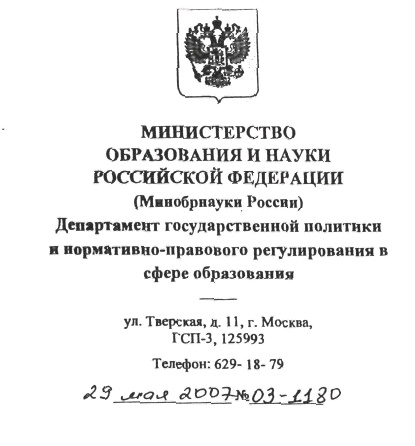 МИНИСТЕРСТВО
ОБРАЗОВАНИЯ И НАУКИ
РОССИЙСКОЙ ФЕДЕРАЦИИ
(Минобрнауки России)
Департамент государственной политики
и нормативно-правового регулирования в
сфере образования
ул. Тверская, д. 11, г. Москва,
ГСП-3, 125993
Телефон: 629- 18- 79
29 мая 2007 № 03-1180